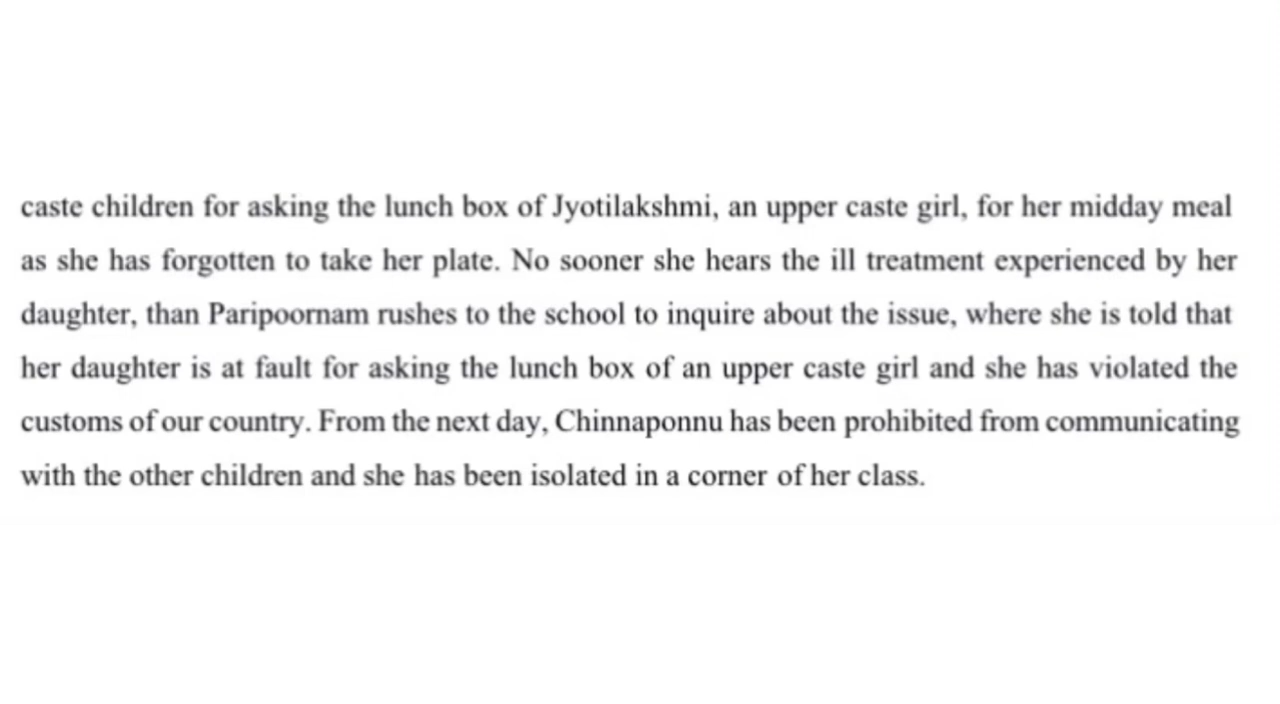 caste children for asking the lunch box of Jyotilakshmi, an upper caste girl, for her midday meal
as she has forgotten to take her plate. No sooner she hears the ill treatment experienced by her
daughter, than Paripoornam rushes to the school to inquire about the issue, where she is told that
her daughter is at fault for asking the lunch box of an upper caste girl and she has violated the
customs of our country. From the next day, Chinnaponnu has been prohibited from communicating
with the other children and she has been isolated in a corner of her class.